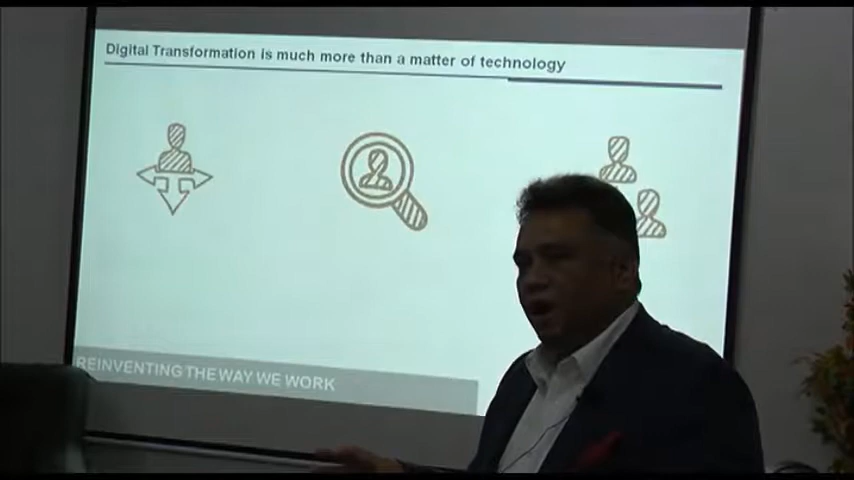 Digital Transformation is much more than a matter of technology
REINVENTING THE WAY WE WORK